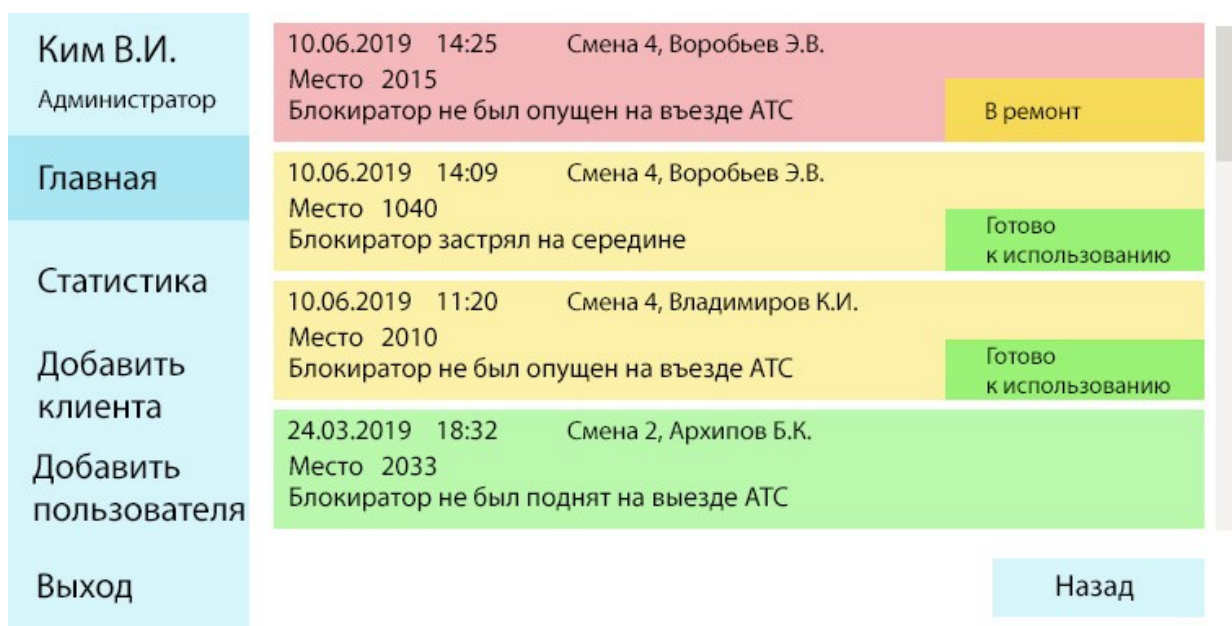 Ким В.И.
Администратор
Главная
Статистика
Добавить
клиента
Добавить
пользователя
Выход
10.06.2019 14:25 Смена 4, Воробьев Э.В.
Место 2015
Блокиратор не был опущен на въезде АТС
В ремонт
10.06.2019 14:09 Смена 4, Воробьев Э.В.
Место 1040
Блокиратор застрял на середине
Готово
к использованию
10.06.2019 11:20 Смена 4, Владимиров К.И.
Место 2010
Блокиратор не был опущен на въезде АТС
Готово
к использованию
24.03.2019 18:32 Смена 2, Архипов Б.К.
Место 2033
Блокиратор не был поднят на выезде АТС
Назад